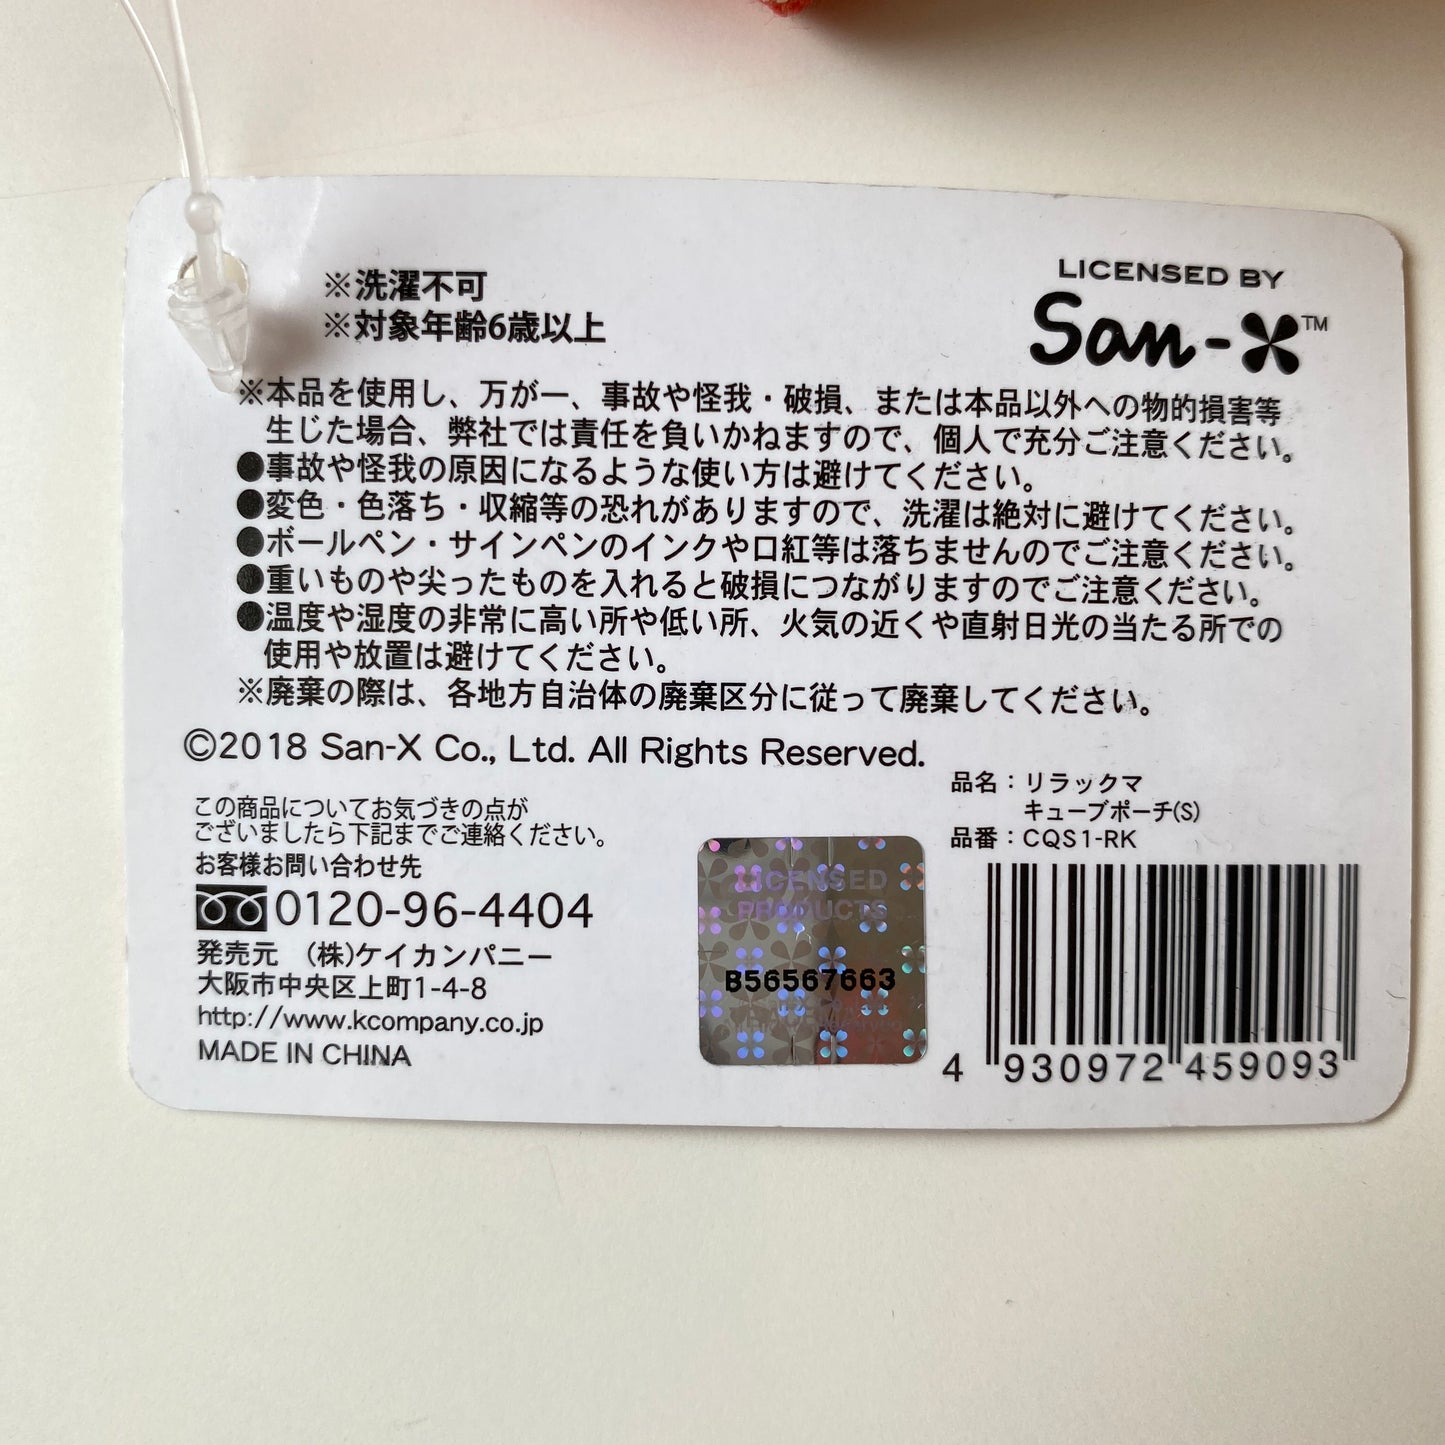 ※洗濯不可
※対象年齢6歳以上
LICENSED BY
San-X™
※本品を使用し、万が一、事故や怪我・破損、または本品以外への物的損害等
生じた場合、弊社では責任を負いかねますので、個人で充分ご注意ください。
●事故や怪我の原因になるような使い方は避けてください。
●変色・色落ち・収縮等の恐れがありますので、洗濯は絶対に避けてください。
●ボールペン・サインペンのインクや口紅等は落ちませんのでご注意ください。
●重いものや尖ったものを入れると破損につながりますのでご注意ください。
●温度や湿度の非常に高い所や低い所、火気の近くや直射日光の当たる所での
使用や放置は避けてください。
※廃棄の際は、各地方自治体の廃棄区分に従って廃棄してください。
©2018 San-X Co., Ltd. All Rights Reserved.
この商品についてお気づきの点が
ございましたら下記までご連絡ください。
お客様お問い合わせ先
0120-96-4404
発売元 (株)ケイカンパニー
大阪市中央区上町1-4-8
http://www.kcompany.co.jp
MADE IN CHINA
LICENSED
PRODUCTS
B56567663
品名：リラックマ
キューブポーチ(S)
品番：CQS1-RK
4 930972 459093